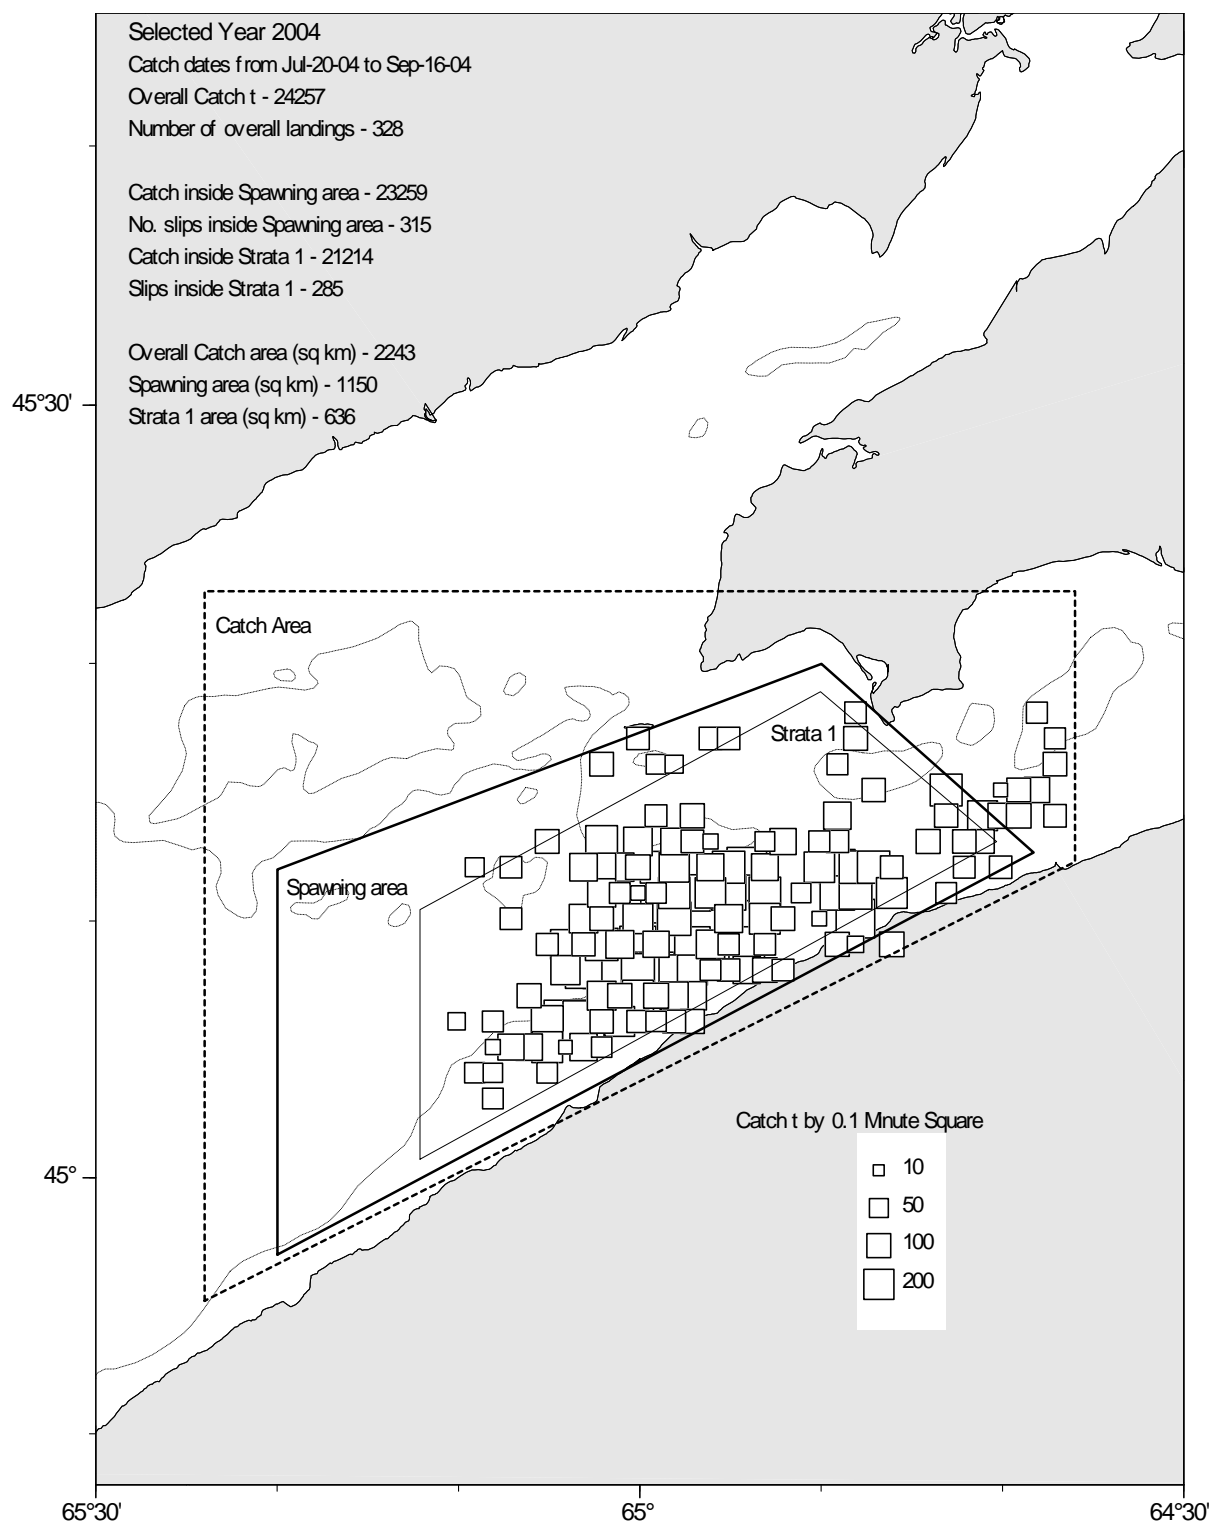 Selected Year 2004
Catch dates from Jul-20-04 to Sep-16-04
Overall Catch t - 24257
Number of overall landings - 328
Catch inside Spawning area - 23259
No. slips inside Spawning area - 315
Catch inside Strata 1 - 21214
Slips inside Strata 1 - 285
Overall Catch area (sq km) - 2243
Spawning area (sq km) - 1150
Strata 1 area (sq km) - 636
45°30'
Catch Area
Strata 1
Spawning area
Catch t by 0.1 Mnute Square
10
50
100
200
45°
65°30'
65°
64°30'